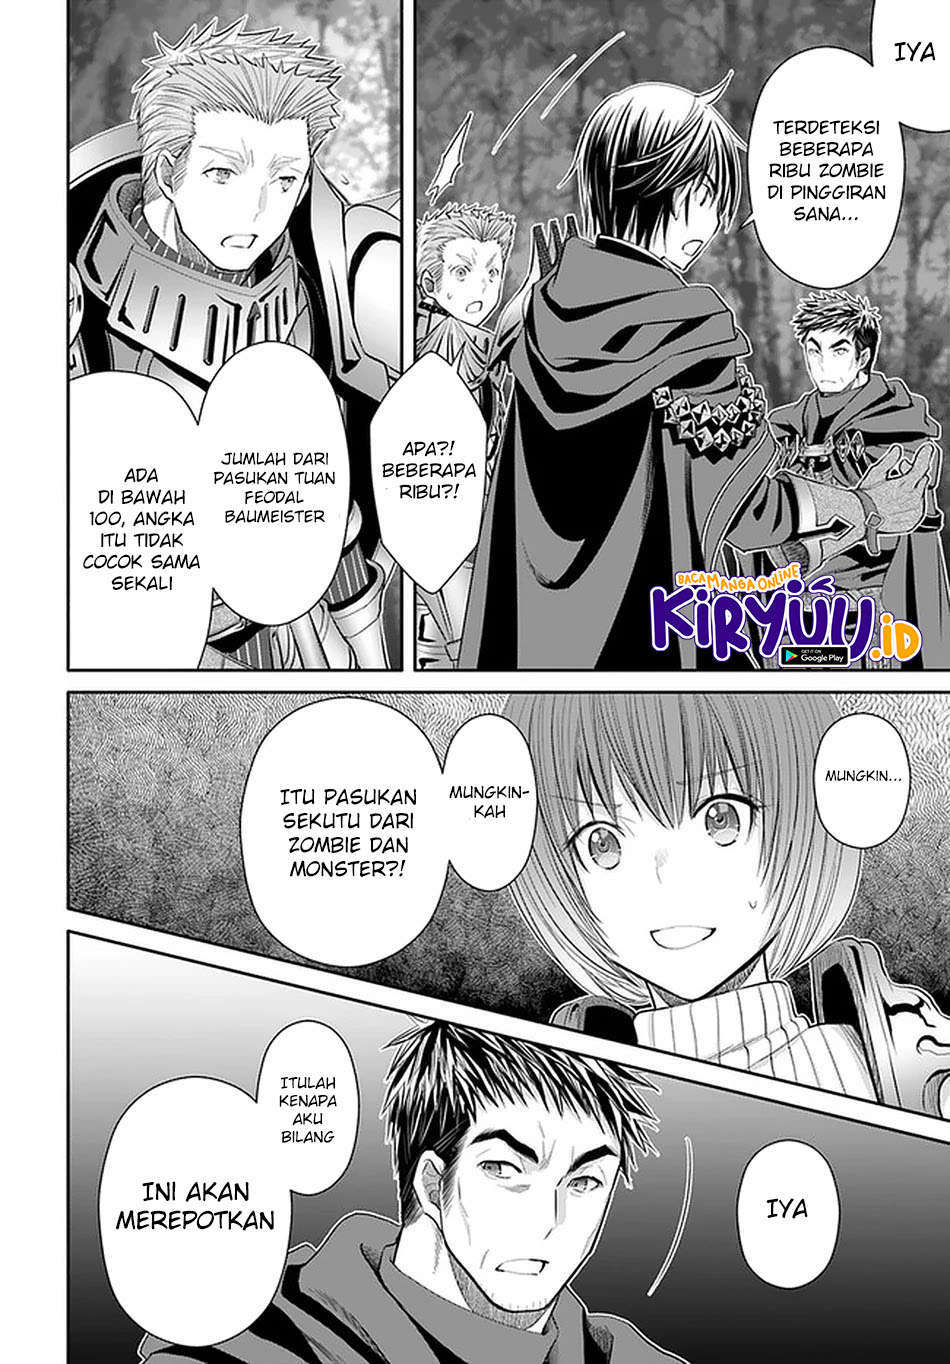 IYA
TERDETEKSI
BEBERAPA
RIBU ZOMBIE
DI PINGGIRAN
SANA...
APA?!
BEBERAPA
RIBU?!
JUMLAH DARI
PASUKAN TUAN
FEODAL
BAUMEISTER
ADA
DI BAWAH
100, ANGKA
ITU TIDAK
COCOK SAMA
SEKALI
BACA MANGA ONLINE
KIRYUU.ID
GET IT ON
Google Play
MUNGKIN...
MUNGKIN-
KAH
ITU PASUKAN
SEKUTU DARI
ZOMBIE DAN
MONSTER?!
IYA
ITULAH
KENAPA
AKU
BILANG
INI AKAN
MEREPOTKAN